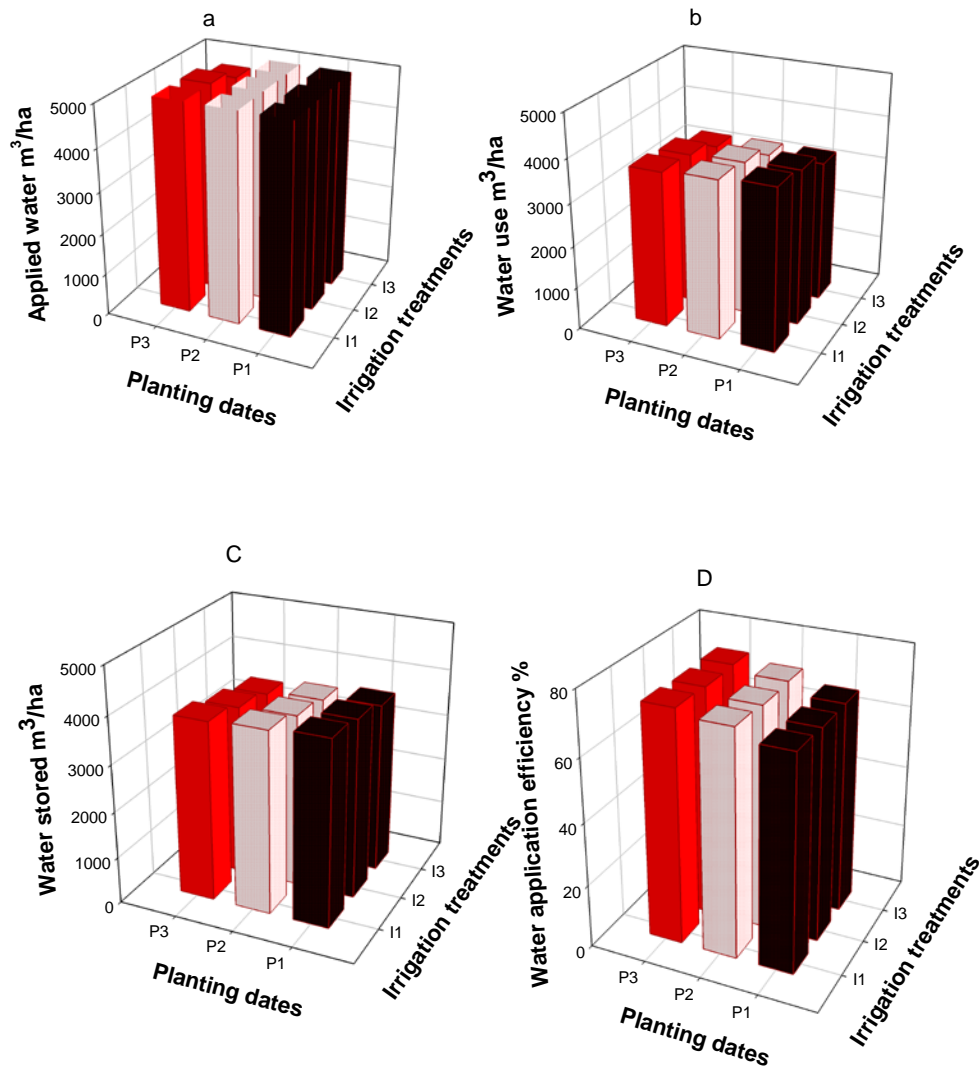 a
Applied water m³/ha
5000
4000
3000
2000
1000
0
P3
P2
P1
Planting dates
I1
I2
I3
Irrigation treatments
b
Water use m³/ha
5000
4000
3000
2000
1000
0
P3
P2
P1
Planting dates
I1
I2
I3
Irrigation treatments
C
Water stored m³/ha
5000
4000
3000
2000
1000
0
P3
P2
P1
Planting dates
I1
I2
I3
Irrigation treatments
D
Water application efficiency %
80
60
40
20
0
P3
P2
P1
Planting dates
I1
I2
I3
Irrigation treatments